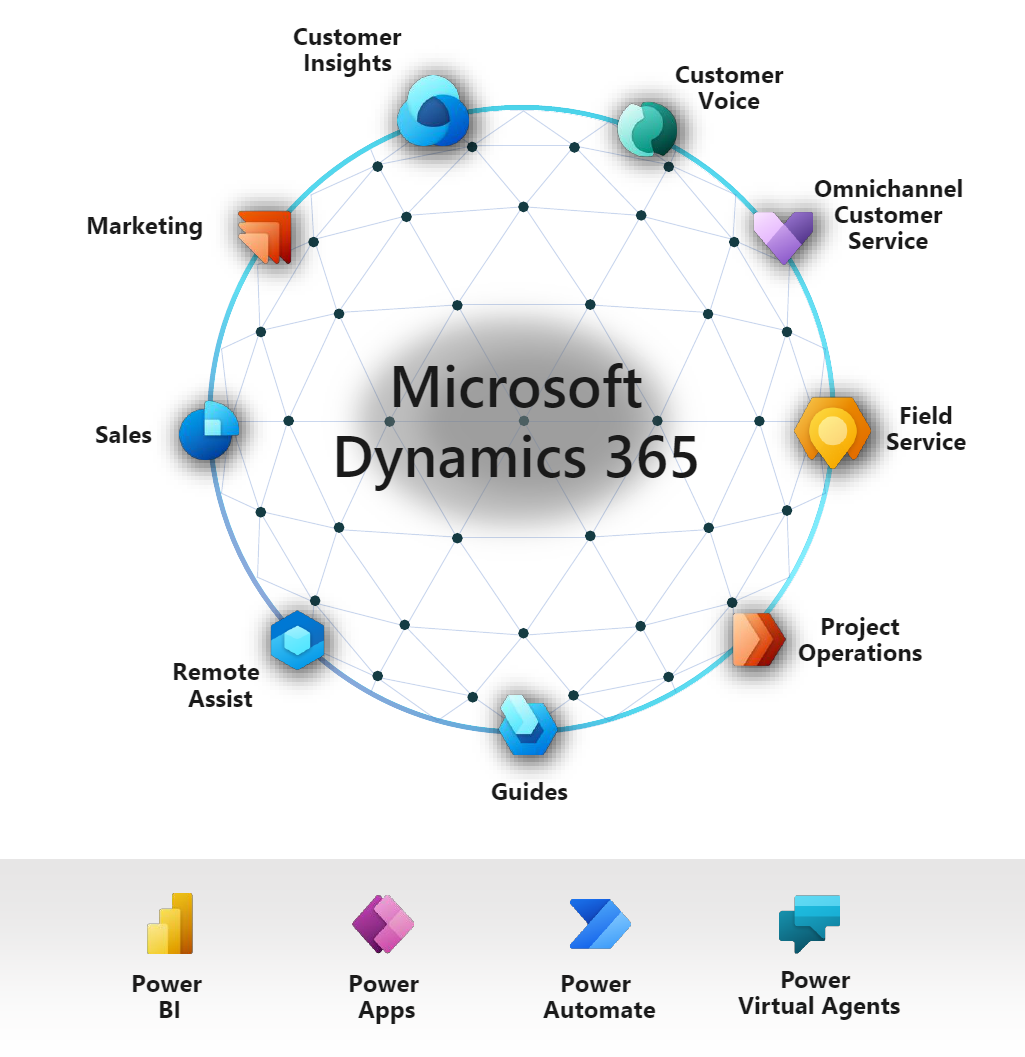 Customer
Insights
Customer
Voice
Omnichannel
Customer
Service
Marketing
Microsoft
Dynamics 365
Sales
Field
Service
Project
Operations
Remote
Assist
Guides
Power
BI
Power
Apps
Power
Automate
Power
Virtual Agents